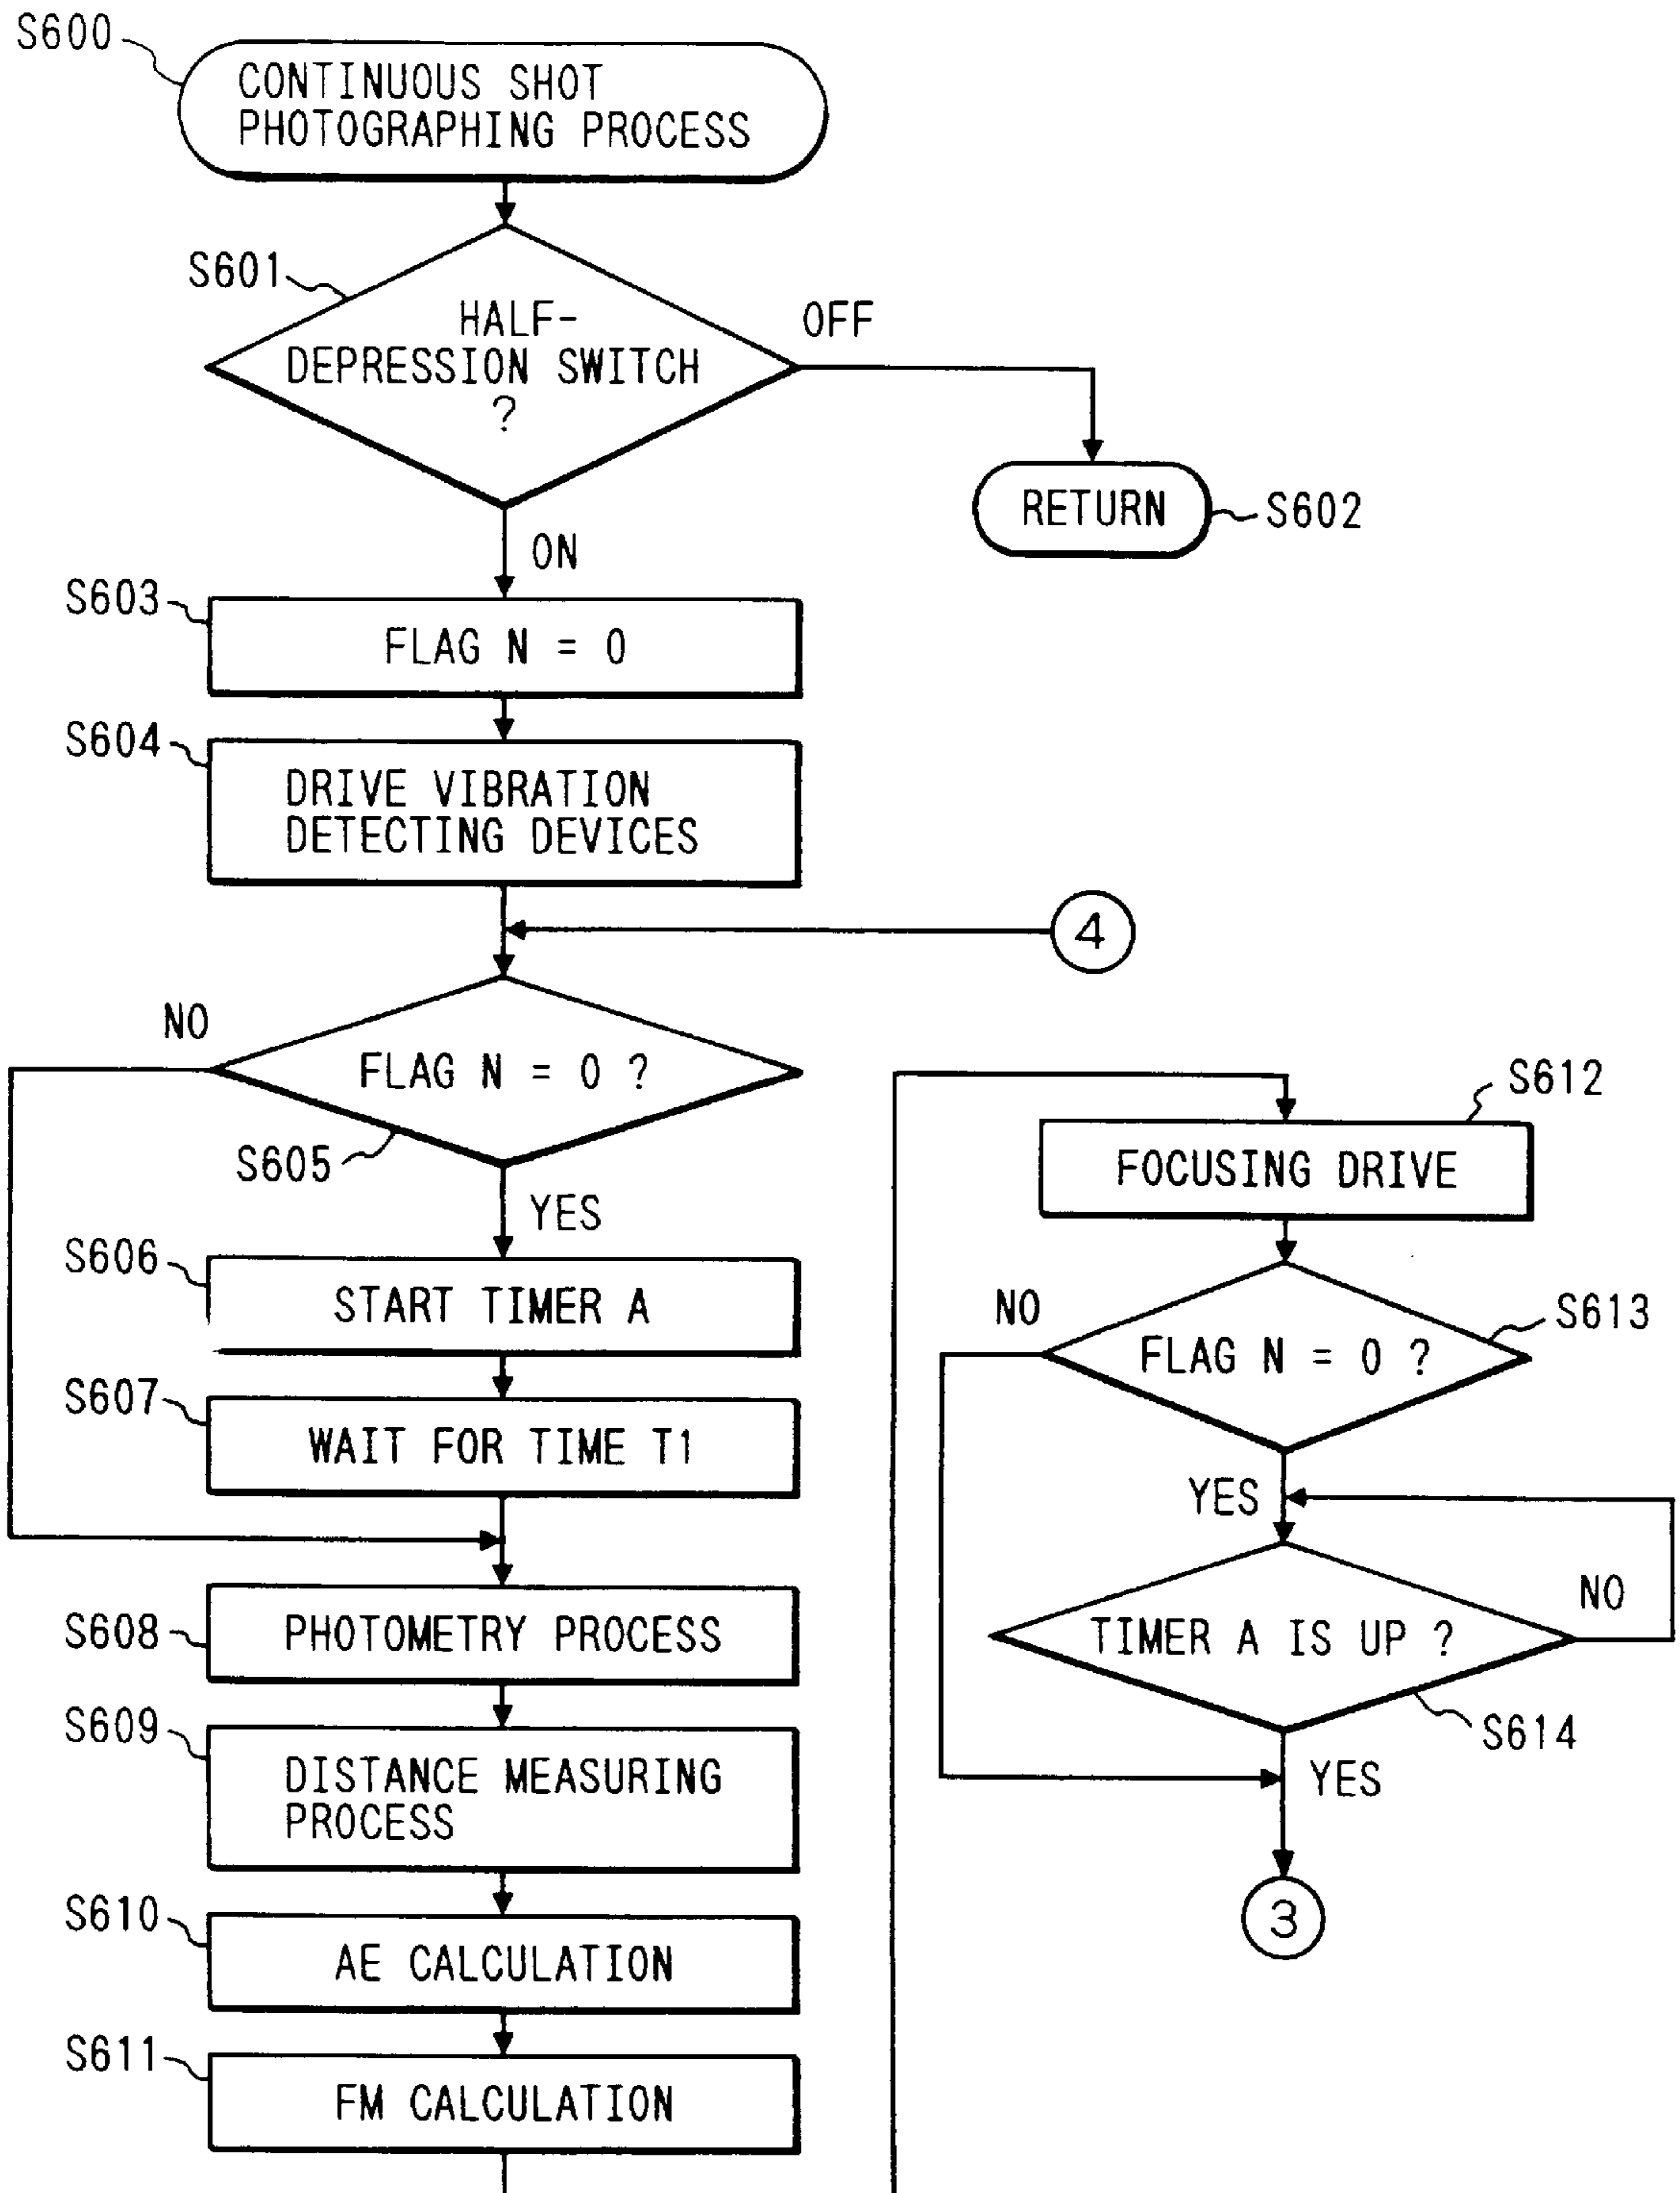 S600
CONTINUOUS SHOT
PHOTOGRAPHING PROCESS
S601
HALF-
DEPRESSION SWITCH
?
OFF
RETURN
S602
ON
S603
FLAG N = 0
S604
DRIVE VIBRATION
DETECTING DEVICES
4
NO
FLAG N = 0 ?
S605
YES
S606
START TIMER A
S607
WAIT FOR TIME T1
S608
PHOTOMETRY PROCESS
S609
DISTANCE MEASURING
PROCESS
S610
AE CALCULATION
S611
FM CALCULATION
S612
FOCUSING DRIVE
NO
S613
FLAG N = 0 ?
YES
NO
TIMER A IS UP ?
S614
YES
3